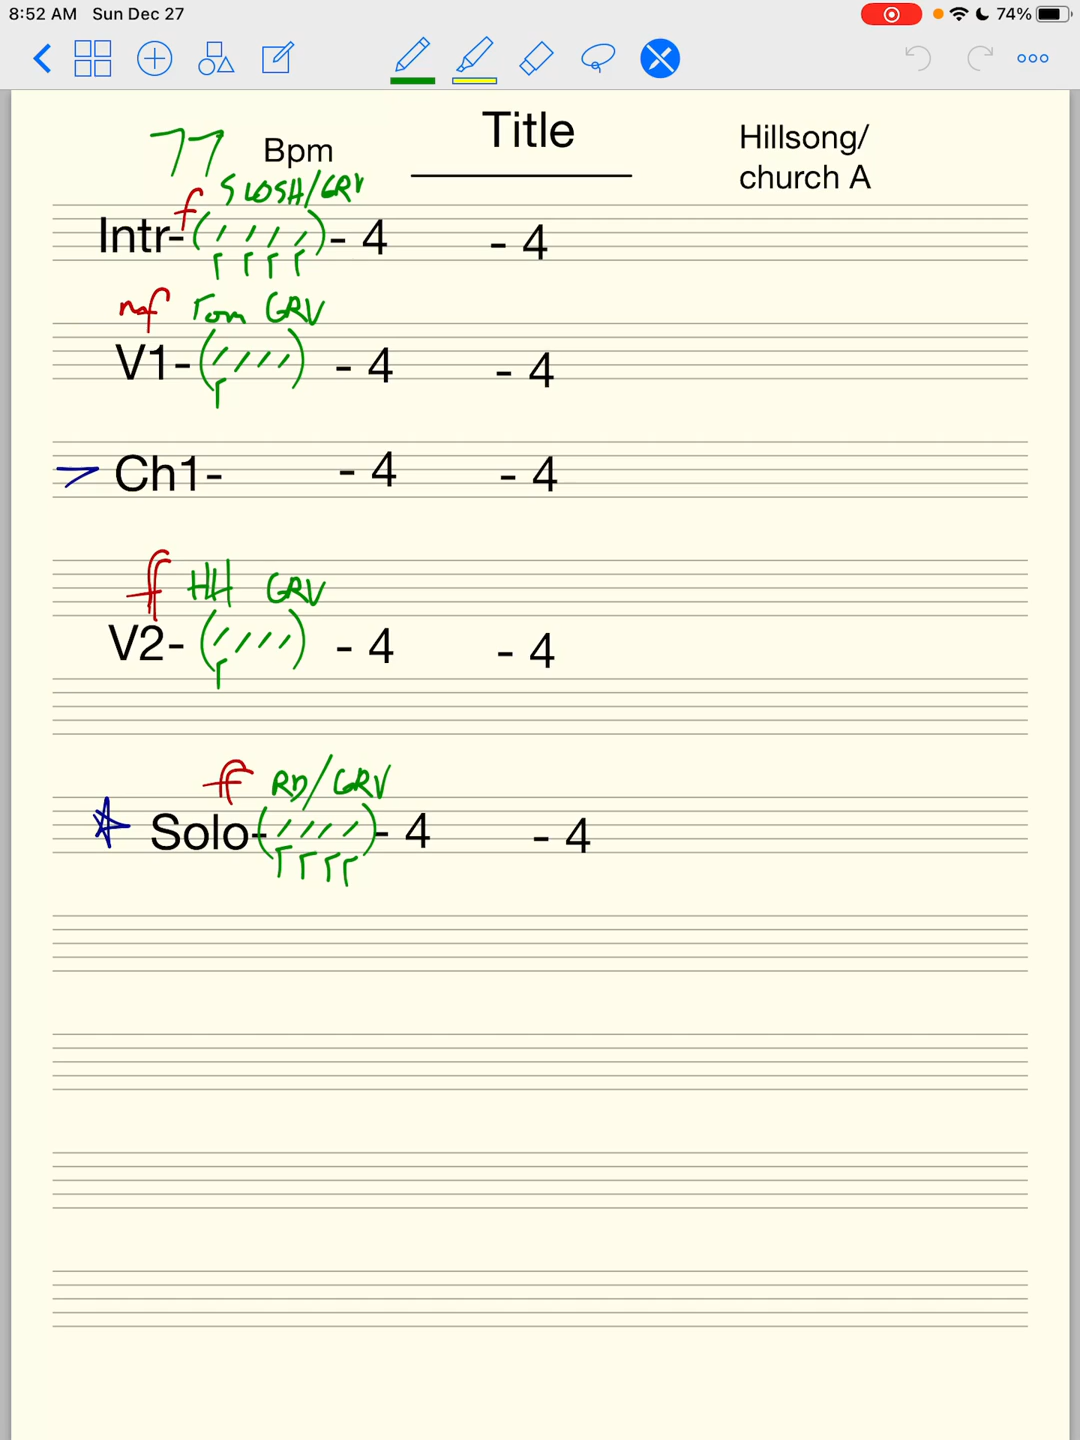 8:52 AM Sun Dec 27 74%
77 Bpm Title Hillsong/
church A
f SLOSH/GRV
Intr- - 4 - 4
mf Tom GRV
V1- - 4 - 4
> Ch1- - 4 - 4
f HH GRV
V2- - 4 - 4
ff RD/GRV
Solo- - 4 - 4